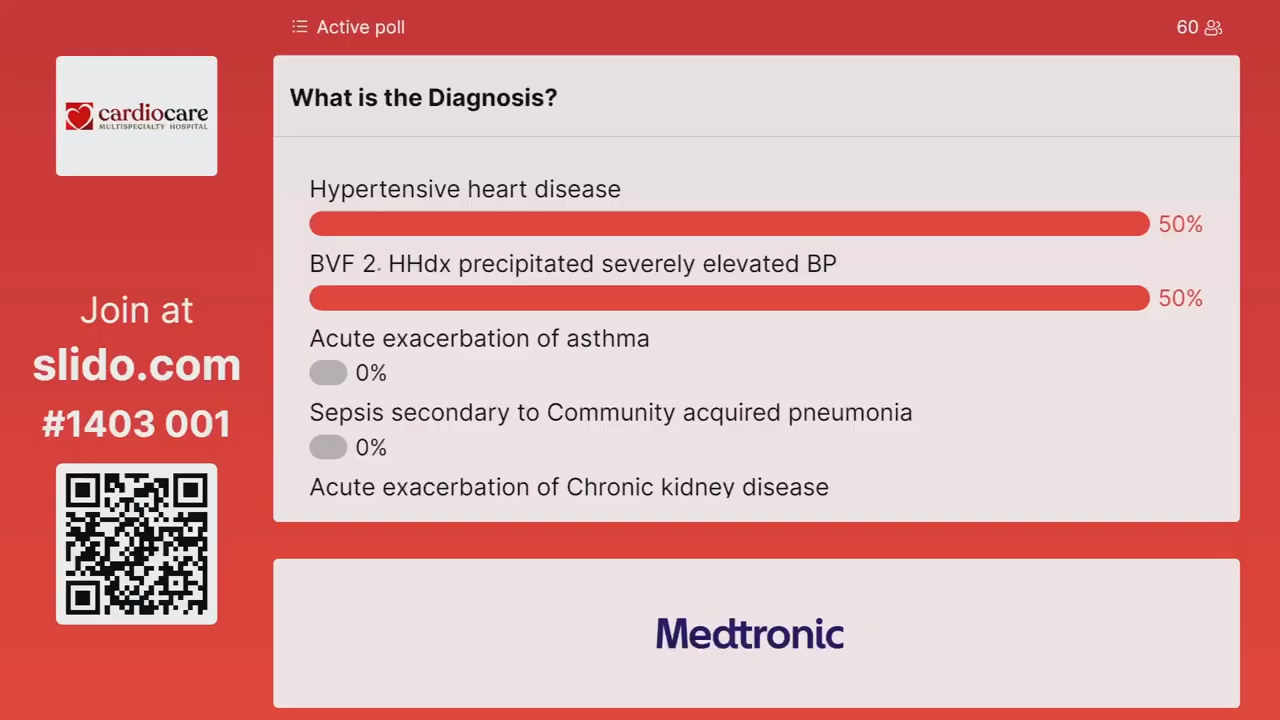 Active poll
60
cardiocare
MULTISPECIALTY HOSPITAL
What is the Diagnosis?
Hypertensive heart disease
50%
BVF 2. HHdx precipitated severely elevated BP
50%
Acute exacerbation of asthma
0%
Sepsis secondary to Community acquired pneumonia
0%
Acute exacerbation of Chronic kidney disease
Join at
slido.com
#1403 001
Medtronic